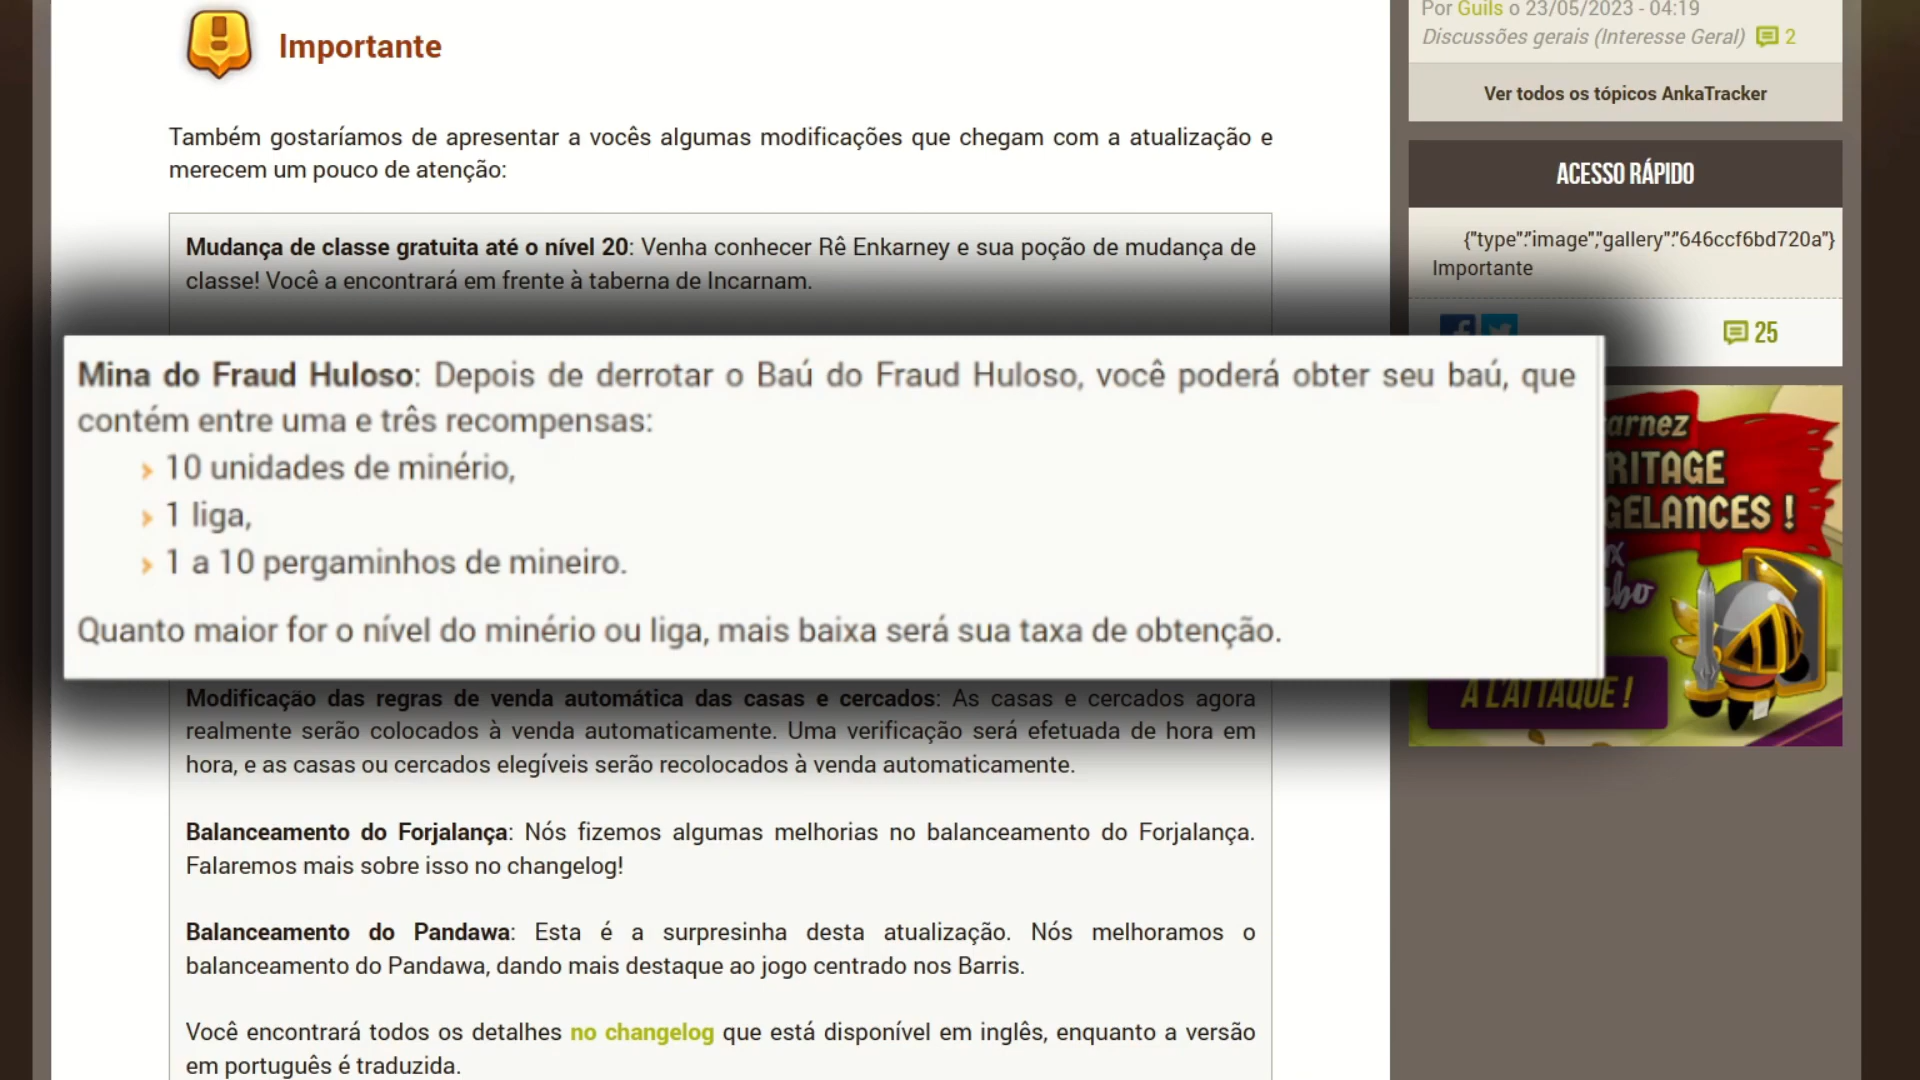 Importante
Também gostaríamos de apresentar a vocês algumas modificações que chegam com a atualização e
merecem um pouco de atenção:
Mudança de classe gratuita até o nível 20: Venha conhecer Rê Enkarney e sua poção de mudança de
classe! Você a encontrará em frente à taberna de Incarnam.
Mina do Fraud Huloso: Depois de derrotar o Baú do Fraud Huloso, você poderá obter seu baú, que
contém entre uma e três recompensas:
10 unidades de minério,
1 liga,
1 a 10 pergaminhos de mineiro.
Quanto maior for o nível do minério ou liga, mais baixa será sua taxa de obtenção.
Modificação das regras de venda automática das casas e cercados: As casas e cercados agora
realmente serão colocados à venda automaticamente. Uma verificação será efetuada de hora em
hora, e as casas ou cercados elegíveis serão recolocados à venda automaticamente.
Balanceamento do Forjalança: Nós fizemos algumas melhorias no balanceamento do Forjalança.
Falaremos mais sobre isso no changelog!
Balanceamento do Pandawa: Esta é a surpresinha desta atualização. Nós melhoramos o
balanceamento do Pandawa, dando mais destaque ao jogo centrado nos Barris.
Você encontrará todos os detalhes no changelog que está disponível em inglês, enquanto a versão
em português é traduzida.
Por Guils o 23/05/2023 - 04:19
Discussões gerais (Interesse Geral) 2
Ver todos os tópicos AnkaTracker
ACESSO RÁPIDO
{"type":"image","gallery":"646ccf6bd720a"}
Importante
25
arnez
RITAGE
GELANCES !
À L'ATTAQUE !